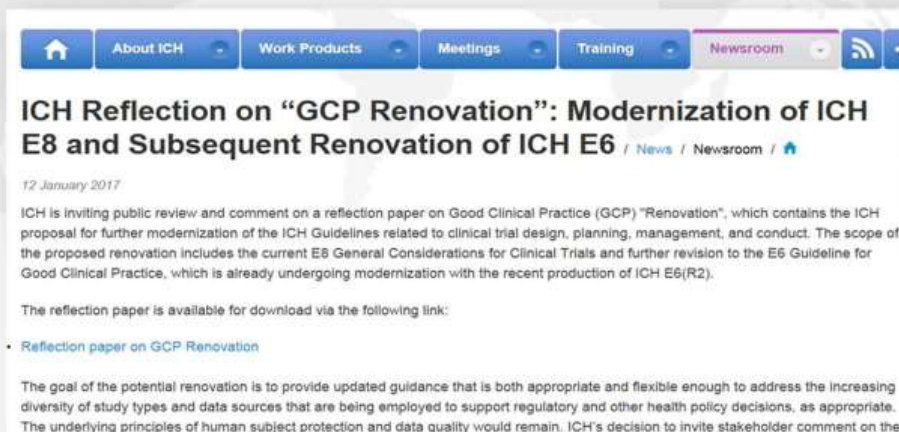 About ICH Work Products Meetings Training Newsroom
ICH Reflection on “GCP Renovation”: Modernization of ICH
E8 and Subsequent Renovation of ICH E6 / News / Newsroom /
12 January 2017
ICH is inviting public review and comment on a reflection paper on Good Clinical Practice (GCP) "Renovation", which contains the ICH
proposal for further modernization of the ICH Guidelines related to clinical trial design, planning, management, and conduct. The scope of
the proposed renovation includes the current E8 General Considerations for Clinical Trials and further revision to the E6 Guideline for
Good Clinical Practice, which is already undergoing modernization with the recent production of ICH E6(R2).
The reflection paper is available for download via the following link:
• Reflection paper on GCP Renovation
The goal of the potential renovation is to provide updated guidance that is both appropriate and flexible enough to address the increasing
diversity of study types and data sources that are being employed to support regulatory and other health policy decisions, as appropriate.
The underlying principles of human subject protection and data quality would remain. ICH's decision to invite stakeholder comment on the